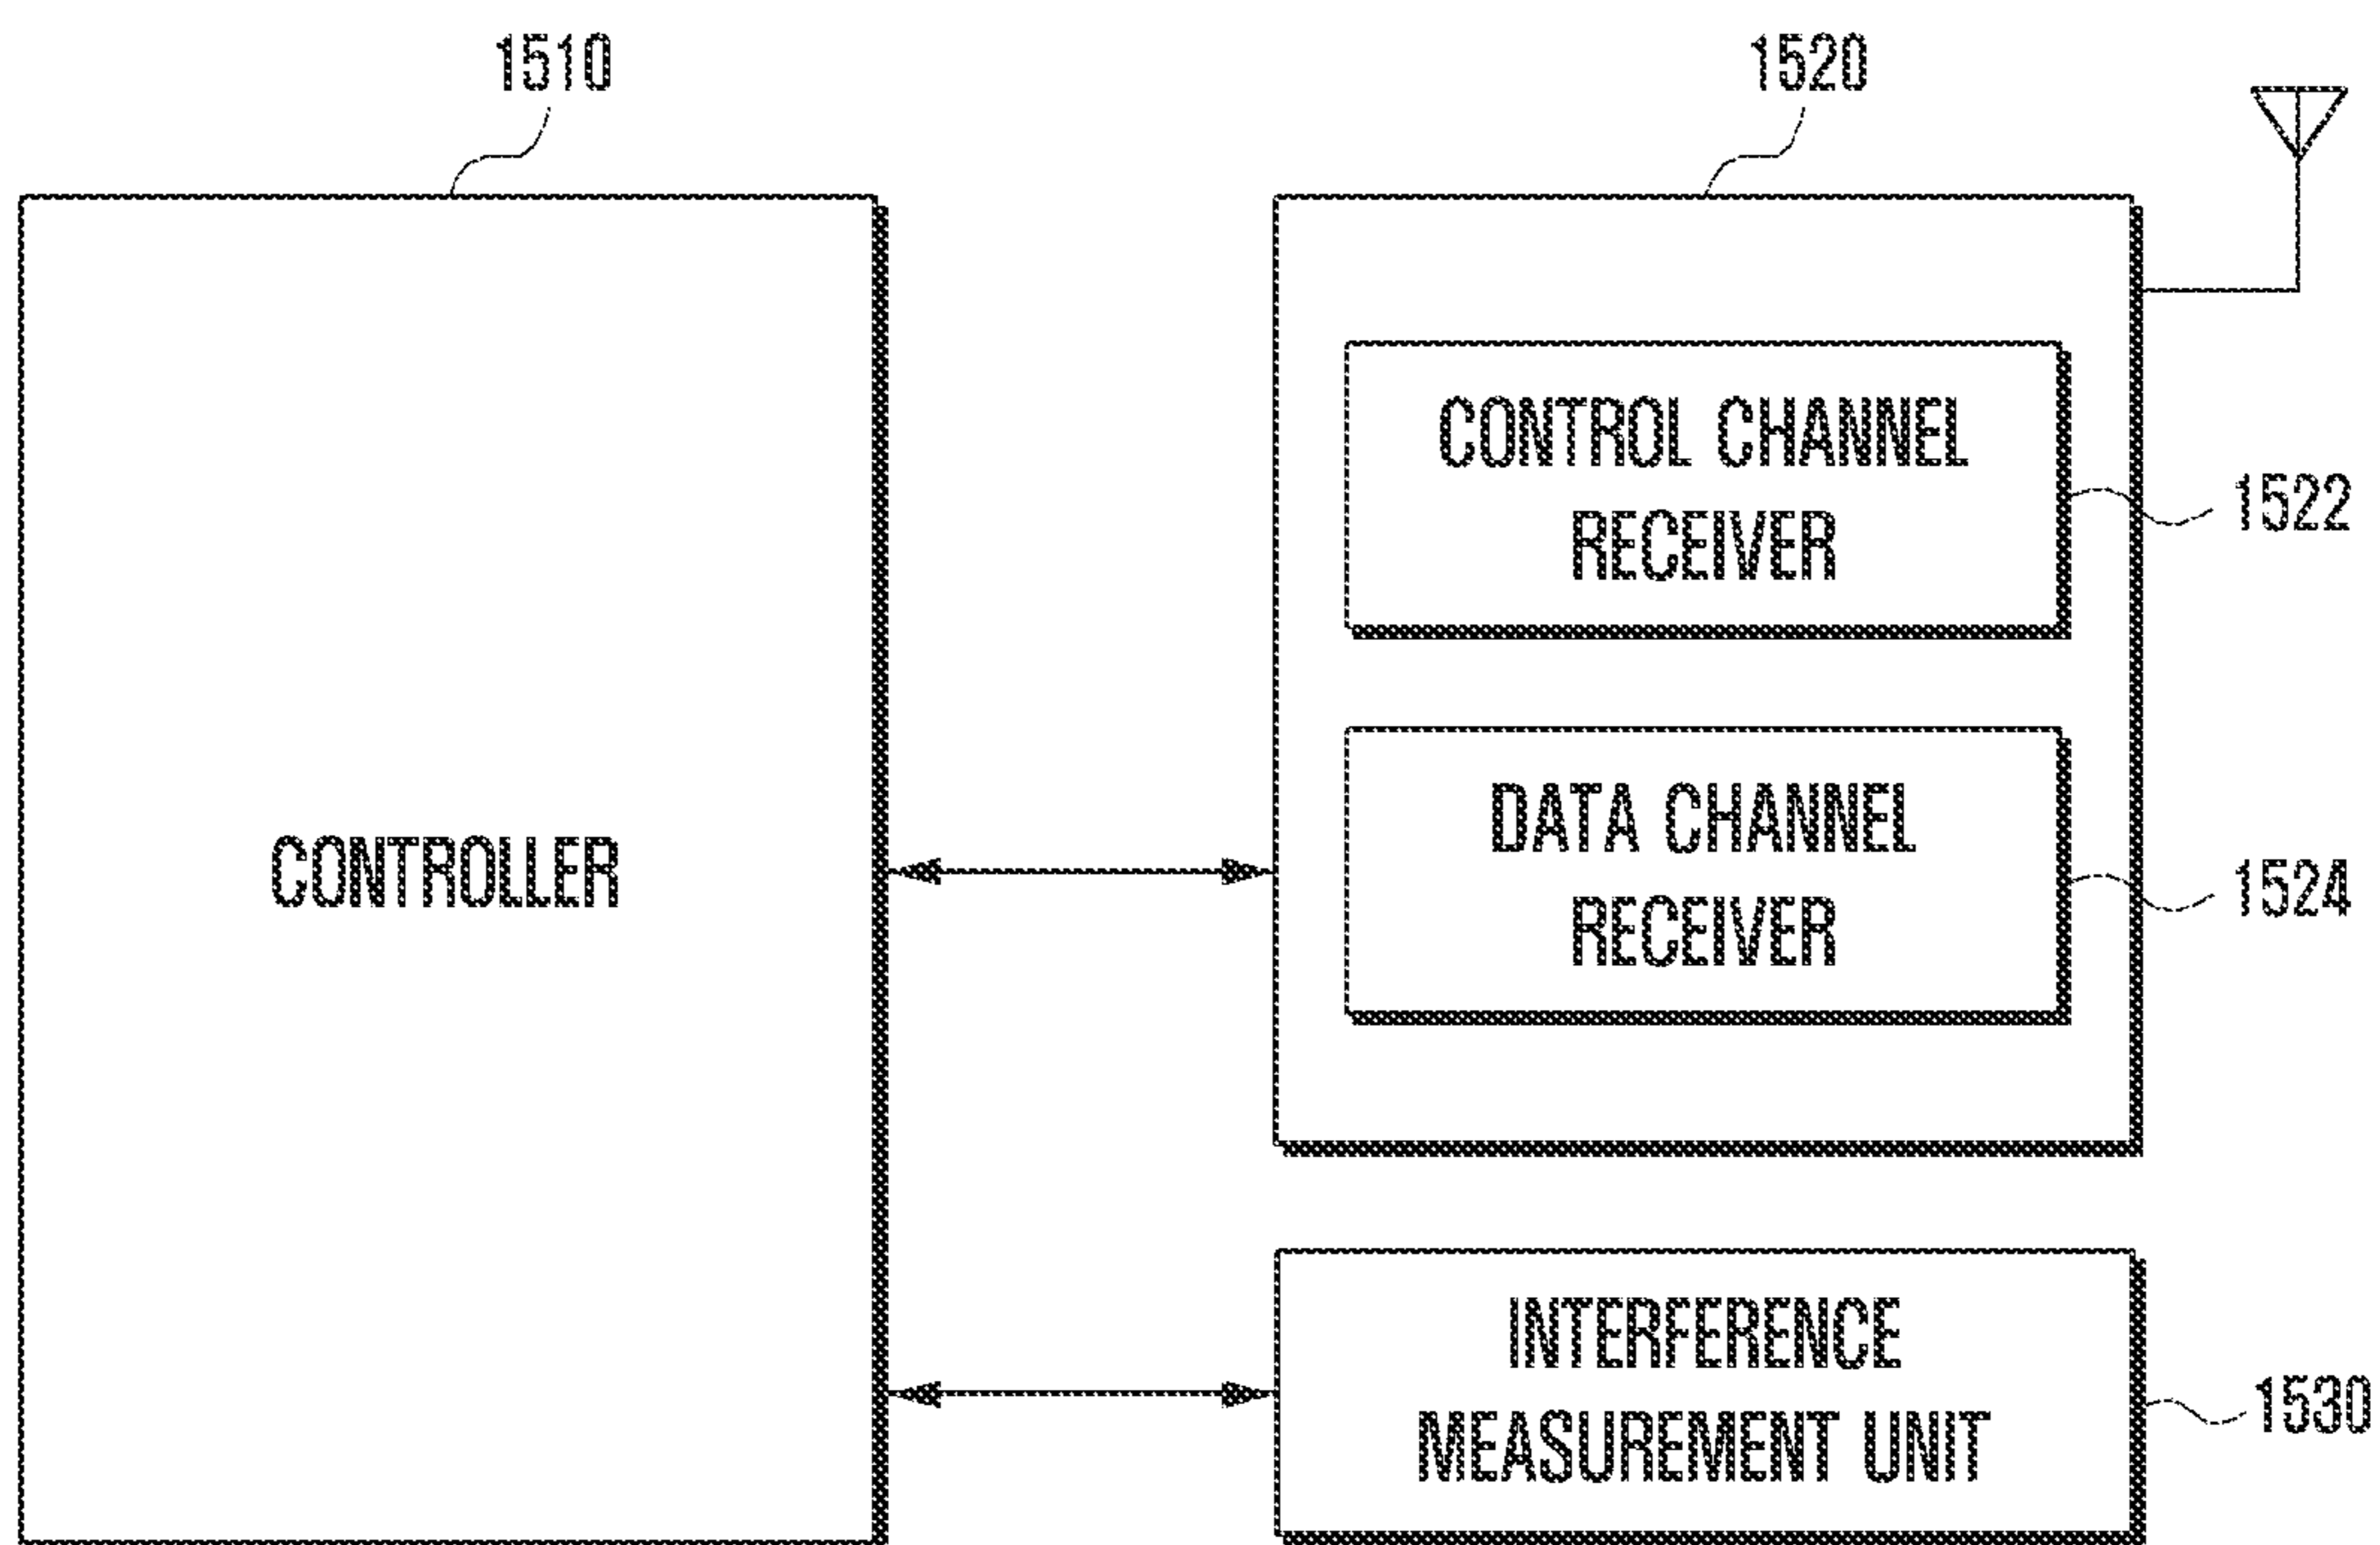 1510
1520
CONTROL CHANNEL
RECEIVER
1522
DATA CHANNEL
RECEIVER
1524
CONTROLLER
INTERFERENCE
MEASUREMENT UNIT
1530